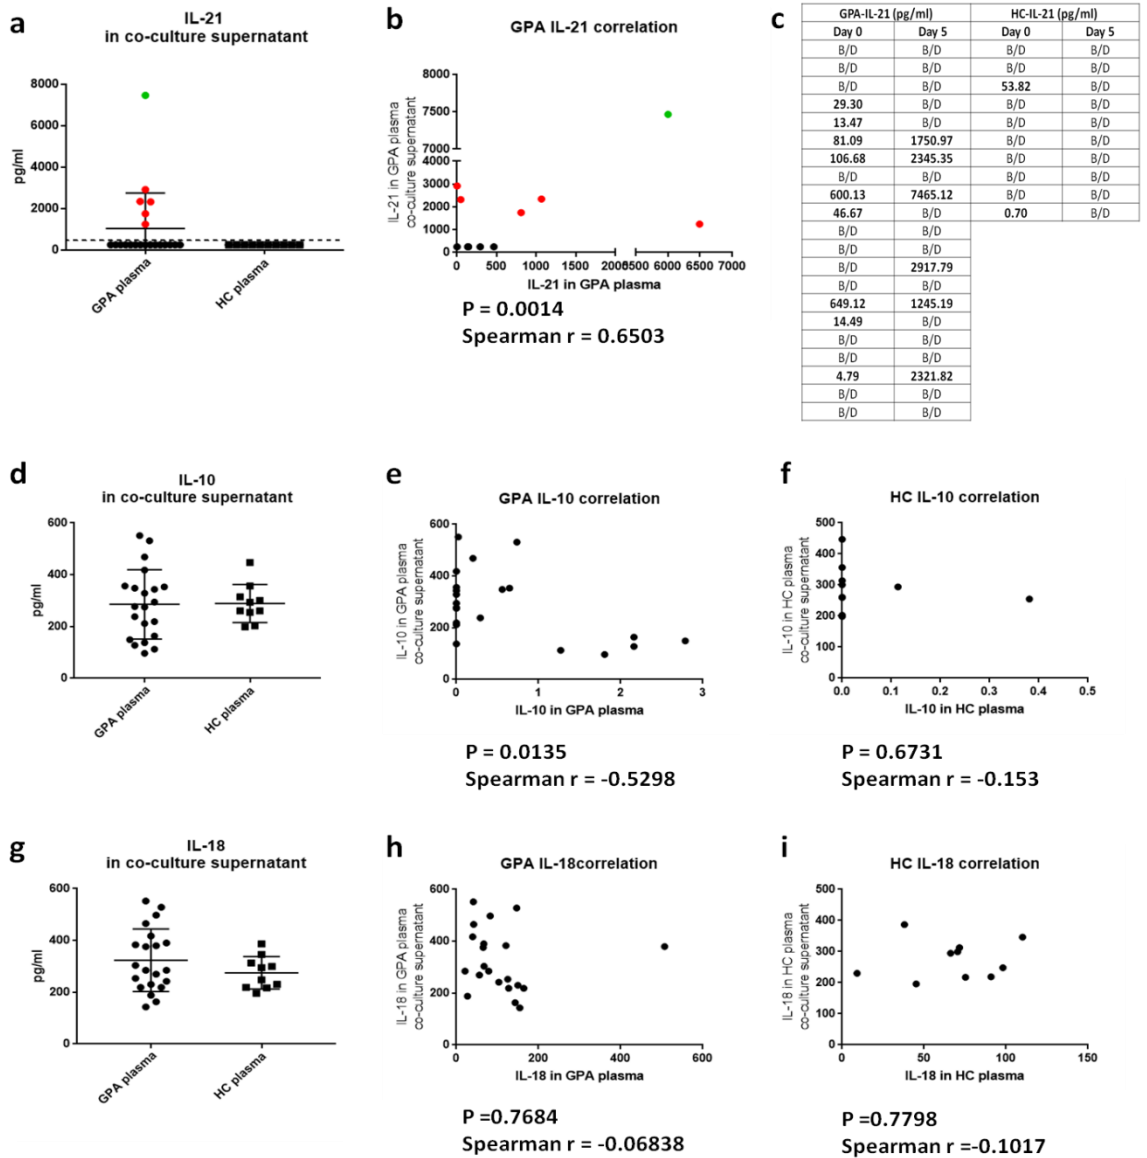 a
IL-21
in co-culture supernatant
8000
6000
4000
2000
0
pg/ml
GPA plasma
HC plasma
b
GPA IL-21 correlation
8000
7500
7000
4000
3000
2000
1000
0
IL-21 in GPA plasma
co-culture supernatant
0 500 1000 1500 2000 5500 6000 6500 7000
IL-21 in GPA plasma
P = 0.0014
Spearman r = 0.6503
c
GPA-IL-21 (pg/ml) HC-IL-21 (pg/ml)
Day 0 Day 5 Day 0 Day 5
B/D B/D B/D B/D
B/D B/D B/D B/D
B/D B/D 53.82 B/D
29.30 B/D B/D B/D
13.47 B/D B/D B/D
81.09 1750.97 B/D B/D
106.68 2345.35 B/D B/D
B/D B/D B/D B/D
600.13 7465.12 B/D B/D
46.67 B/D 0.70 B/D
B/D B/D
B/D B/D
B/D 2917.79
B/D B/D
649.12 1245.19
14.49 B/D
B/D B/D
B/D B/D
4.79 2321.82
B/D B/D
B/D B/D
d
IL-10
in co-culture supernatant
600
400
200
0
pg/ml
GPA plasma
HC plasma
e
GPA IL-10 correlation
600
500
400
300
200
100
0
IL-10 in GPA plasma
co-culture supernatant
0 1 2 3
IL-10 in GPA plasma
P = 0.0135
Spearman r = -0.5298
f
HC IL-10 correlation
500
400
300
200
100
0
IL-10 in HC plasma
co-culture supernatant
0.0 0.1 0.2 0.3 0.4 0.5
IL-10 in HC plasma
P = 0.6731
Spearman r = -0.153
g
IL-18
in co-culture supernatant
600
400
200
0
pg/ml
GPA plasma
HC plasma
h
GPA IL-18correlation
600
400
200
0
IL-18 in GPA plasma
co-culture supernatant
0 200 400 600
IL-18 in GPA plasma
P =0.7684
Spearman r = -0.06838
i
HC IL-18 correlation
500
400
300
200
100
0
IL-18 in HC plasma
co-culture supernatant
0 50 100 150
IL-18 in HC plasma
P =0.7798
Spearman r =-0.1017